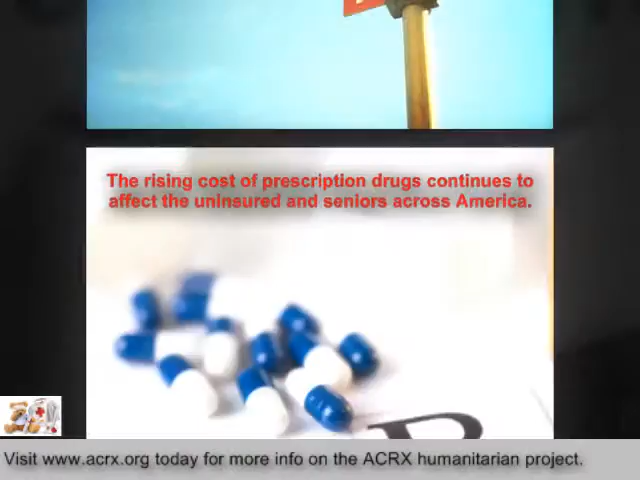 The rising cost of prescription drugs continues to
affect the uninsured and seniors across America.
Visit www.acrx.org today for more info on the ACRX humanitarian project.